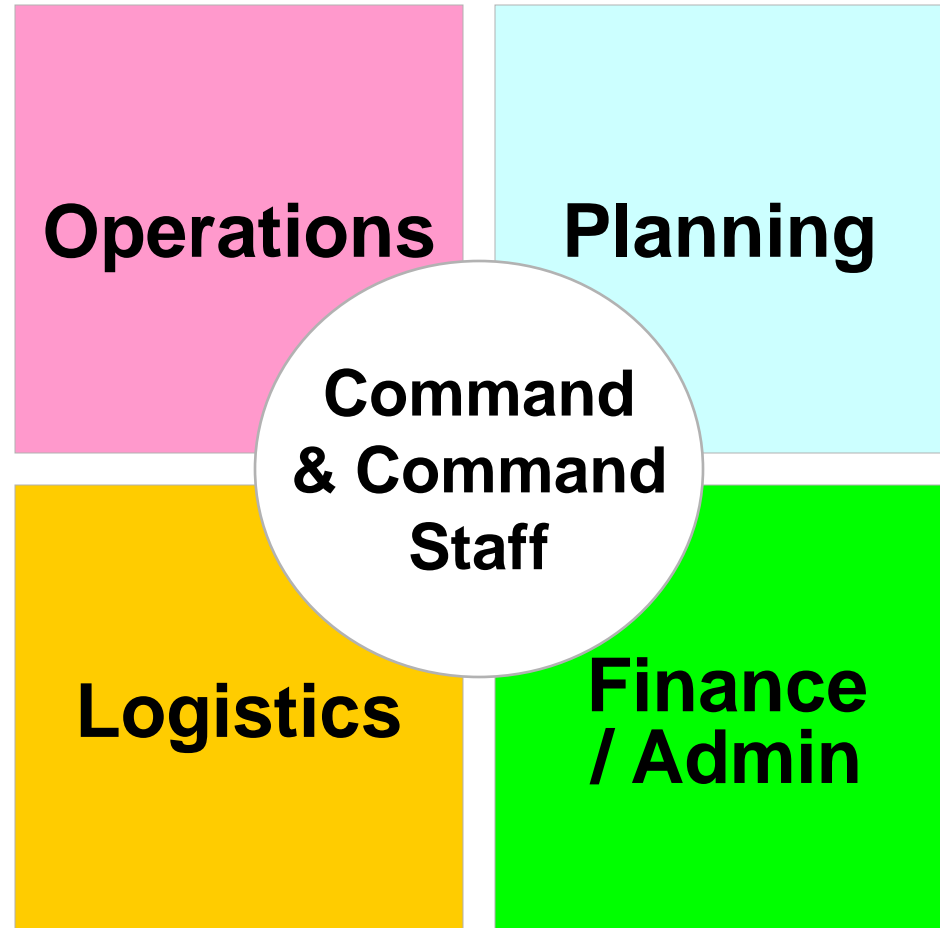 Operations
Planning
Command
& Command
Staff
Logistics
Finance
/ Admin